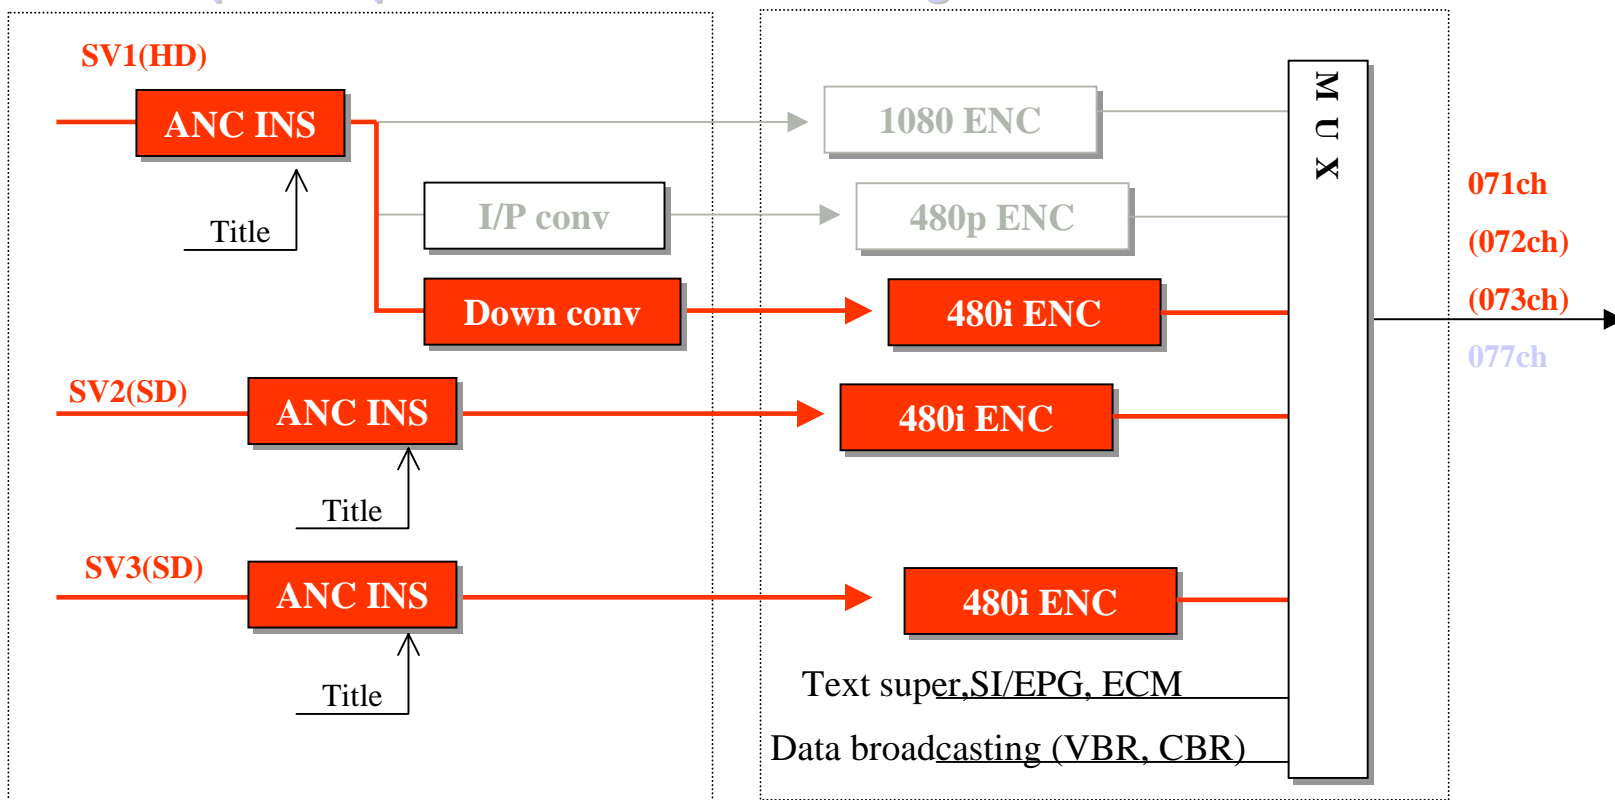 SV1(HD)
ANC INS
1080 ENC
MUX
Title
I/P conv
480p ENC
071ch
(072ch)
Down conv
480i ENC
(073ch)
077ch
SV2(SD)
ANC INS
480i ENC
Title
SV3(SD)
ANC INS
480i ENC
Title
Text super,SI/EPG, ECM
Data broadcasting (VBR, CBR)